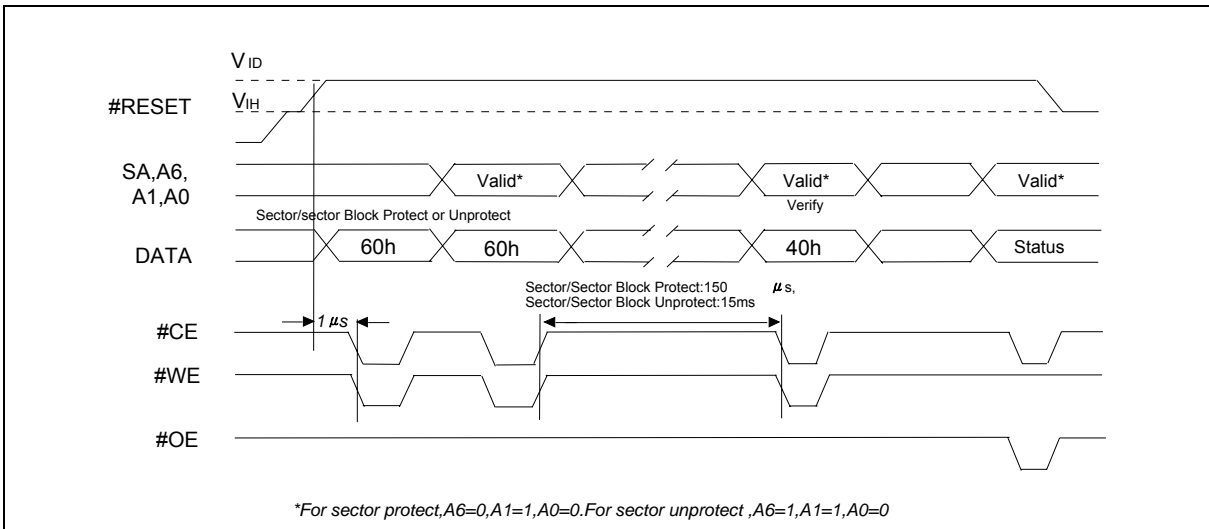 VID
#RESET
VIH
SA,A6,
A1,A0
Valid*
Valid*
Valid*
Verify
Sector/sector Block Protect or Unprotect
DATA
60h
60h
40h
Status
Sector/Sector Block Protect:150 μs,
Sector/Sector Block Unprotect:15ms
1 μs
#CE
#WE
#OE
*For sector protect,A6=0,A1=1,A0=0.For sector unprotect ,A6=1,A1=1,A0=0